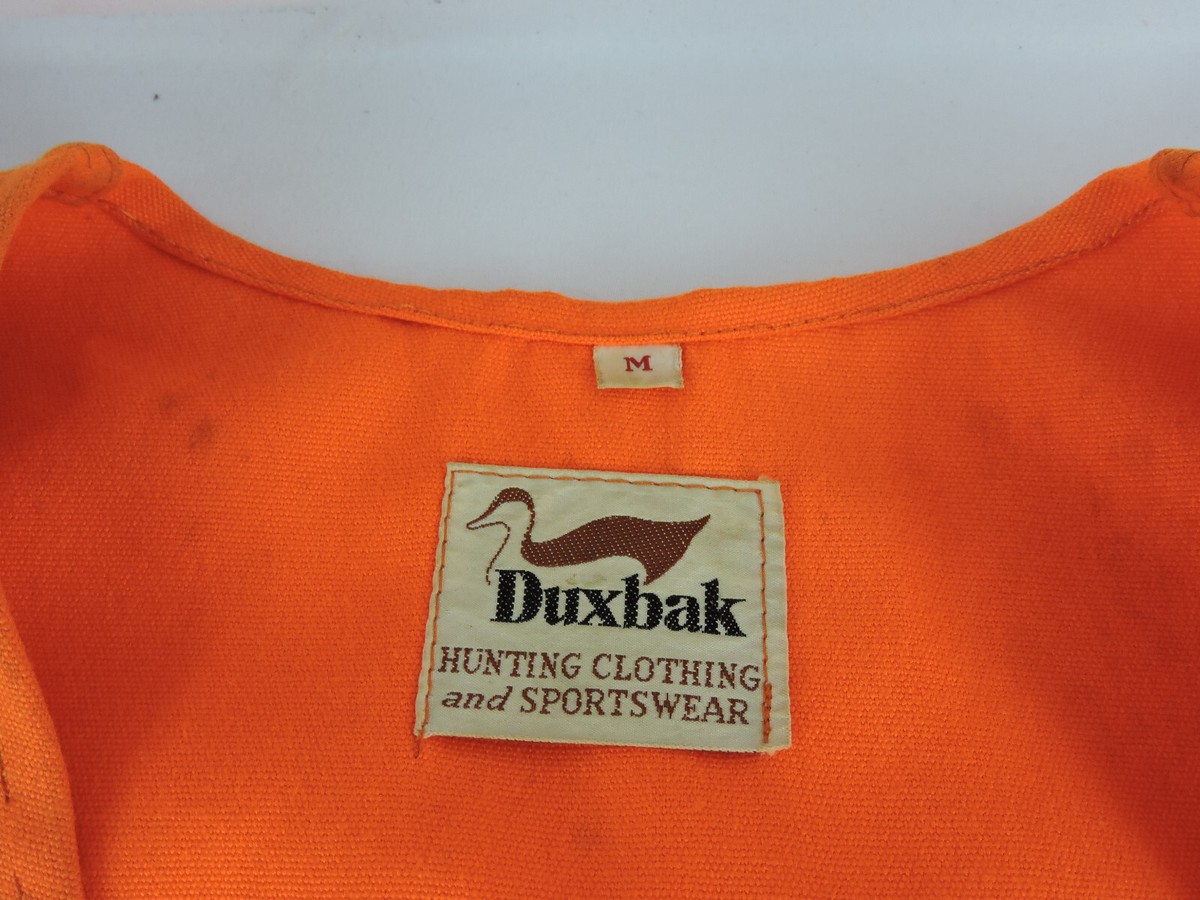 M
Duxbak
HUNTING CLOTHING
and SPORTSWEAR